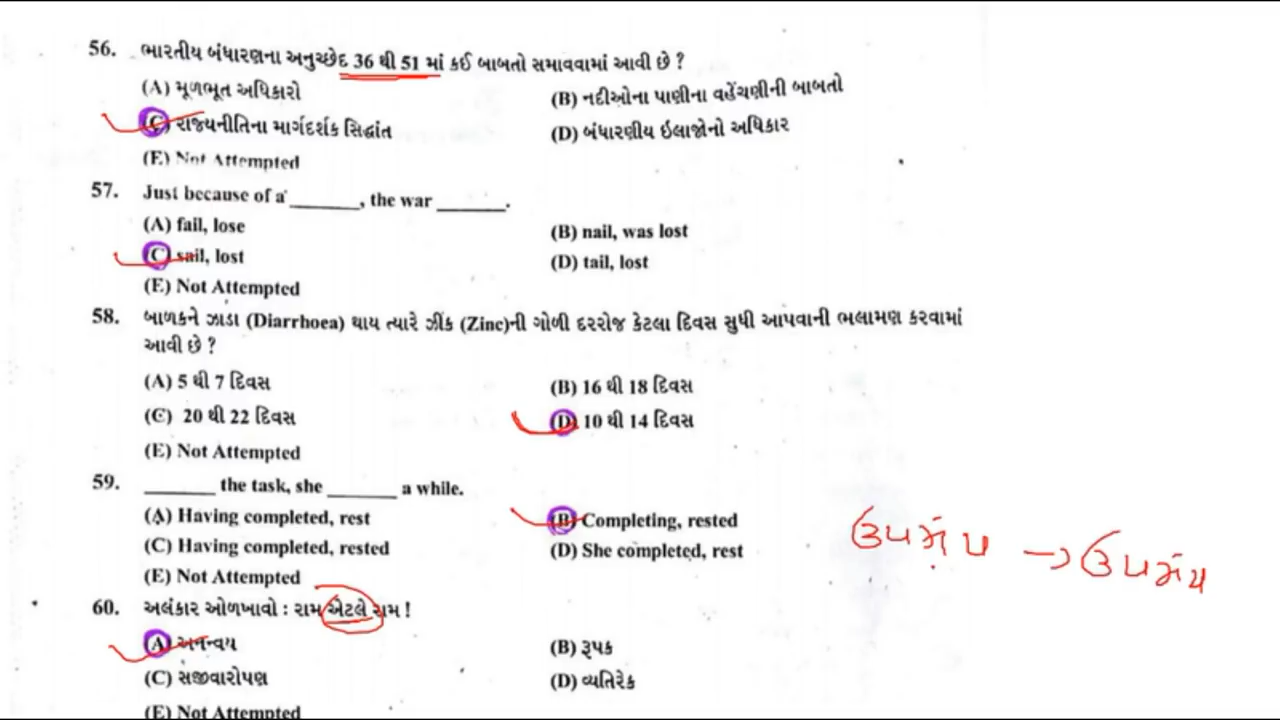 56. ભારતીય બંધારણના અનુચ્છેદ 36 થી 51 માં કઈ બાબતો સમાવવામાં આવી છે ?
(A) મૂળભૂત અધિકારો
(B) નદીઓના પાણીના વહેંચણીની બાબતો
(C) રાજ્યનીતિના માર્ગદર્શક સિદ્ધાંત
(D) બંધારણીય ઇલાજોનો અધિકાર
(E) Not Attempted
57. Just because of a ______, the war ______.
(A) fail, lose
(B) nail, was lost
(C) sail, lost
(D) tail, lost
(E) Not Attempted
58. બાળકને ઝાડા (Diarrhoea) થાય ત્યારે ઝીંક (Zinc)ની ગોળી દરરોજ કેટલા દિવસ સુધી આપવાની ભલામણ કરવામાં
આવી છે ?
(A) 5 થી 7 દિવસ
(B) 16 થી 18 દિવસ
(C) 20 થી 22 દિવસ
(D) 10 થી 14 દિવસ
(E) Not Attempted
59. ______ the task, she ______ a while.
(A) Having completed, rest
(B) Completing, rested
(C) Having completed, rested
(D) She completed, rest
(E) Not Attempted
60. અલંકાર ઓળખાવો : રામ એટલે રામ !
(A) અનન્વય
(B) રૂપક
(C) સજીવારોપણ
(D) વ્યતિરેક
(E) Not Attempted